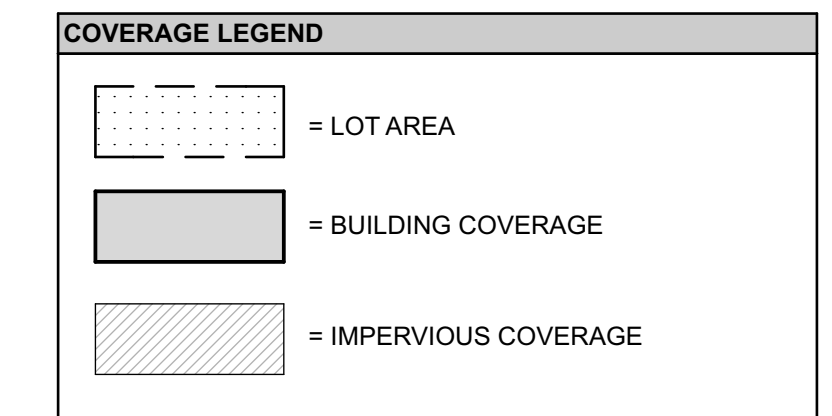 COVERAGE LEGEND
= LOT AREA
= BUILDING COVERAGE
= IMPERVIOUS COVERAGE